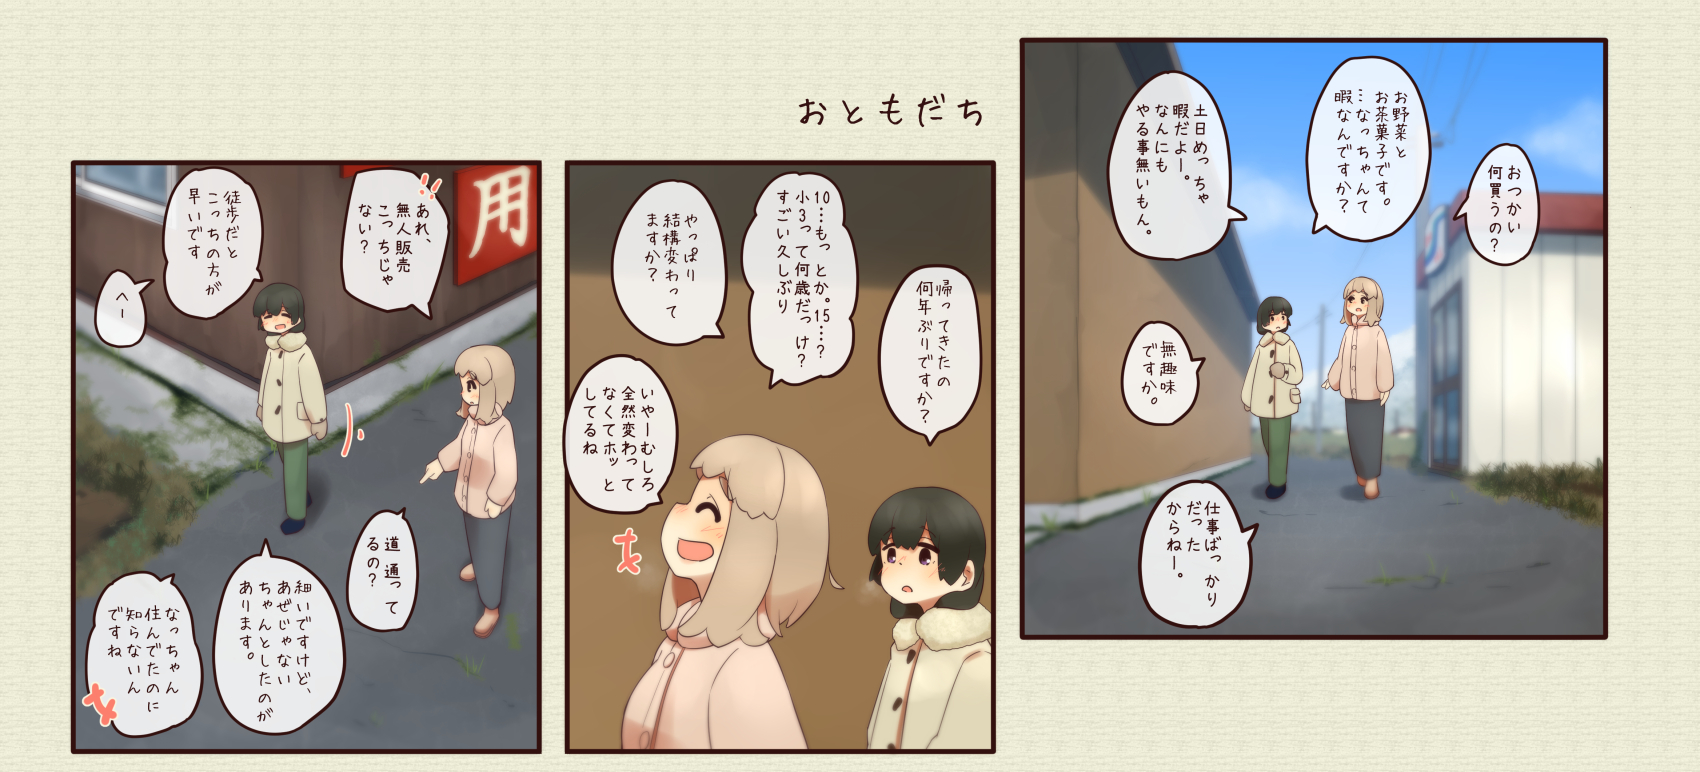 おともだち
おつかい
何買うの？
お野菜と
お茶菓子です。
…なっちゃんて
暇なんですか？
土日めっちゃ
暇だよー。
なんにも
やる事無いもん。
無趣味
ですか。
仕事ばっかり
だった
からねー。
帰ってきたの
何年ぶりですか？
10…もっとか。15……？
小3って何歳だっけ？
すごい久しぶり
やっぱり
結構変わって
ますか？
いやーむしろ
全然変わって
なくてホッと
してるね
用
あれ、
無人販売
こっちじゃ
ない？
徒歩だと
こっちの方が
早いです
へー
道通って
るの？
細いですけど、
あぜじゃない
ちゃんとしたのが
あります。
なっちゃん
住んでたのに
知らないん
ですね